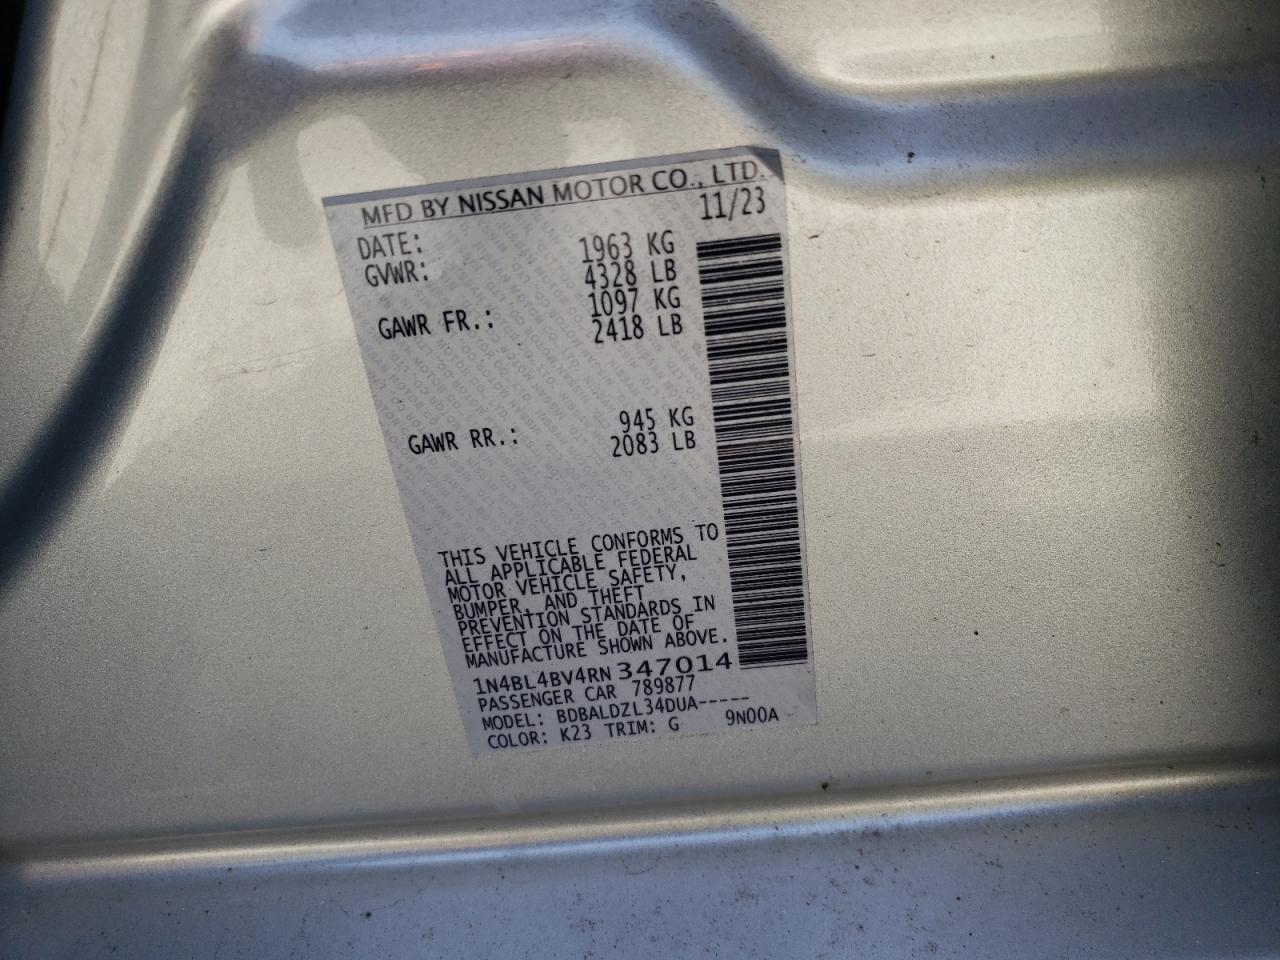 MFD BY NISSAN MOTOR CO., LTD.
DATE: 11/23
GVWR: 1963 KG
4328 LB
GAWR FR.: 1097 KG
2418 LB
GAWR RR.: 945 KG
2083 LB
THIS VEHICLE CONFORMS TO
ALL APPLICABLE FEDERAL
MOTOR VEHICLE SAFETY,
BUMPER, AND THEFT
PREVENTION STANDARDS IN
EFFECT ON THE DATE OF
MANUFACTURE SHOWN ABOVE.
1N4BL4BV4RN347014
PASSENGER CAR 789877
MODEL: BDBALDZL34DUA-----
COLOR: K23 TRIM: G 9N00A